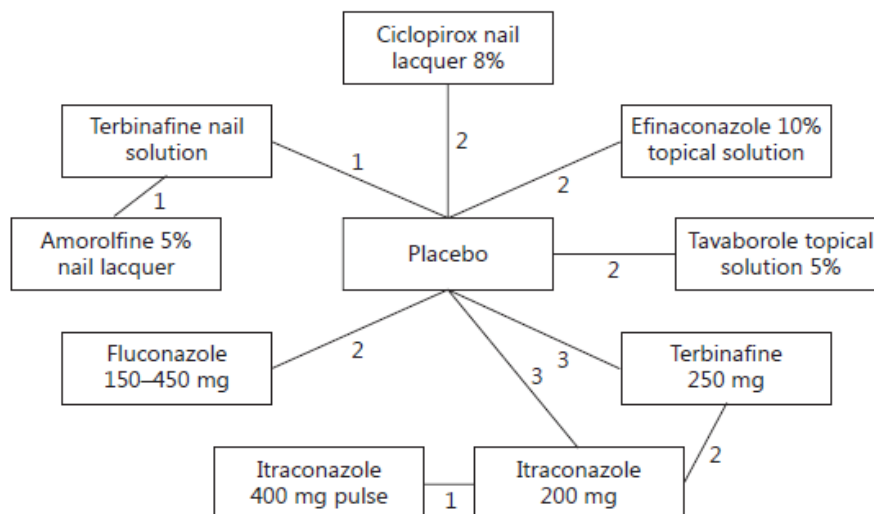 Ciclopirox nail
lacquer 8%
Terbinafine nail
solution
Efinaconazole 10%
topical solution
1
2
2
1
Amorolfine 5%
nail lacquer
Placebo
Tavaborole topical
solution 5%
2
Fluconazole
150–450 mg
2
3
3
Terbinafine
250 mg
2
Itraconazole
400 mg pulse
1
Itraconazole
200 mg